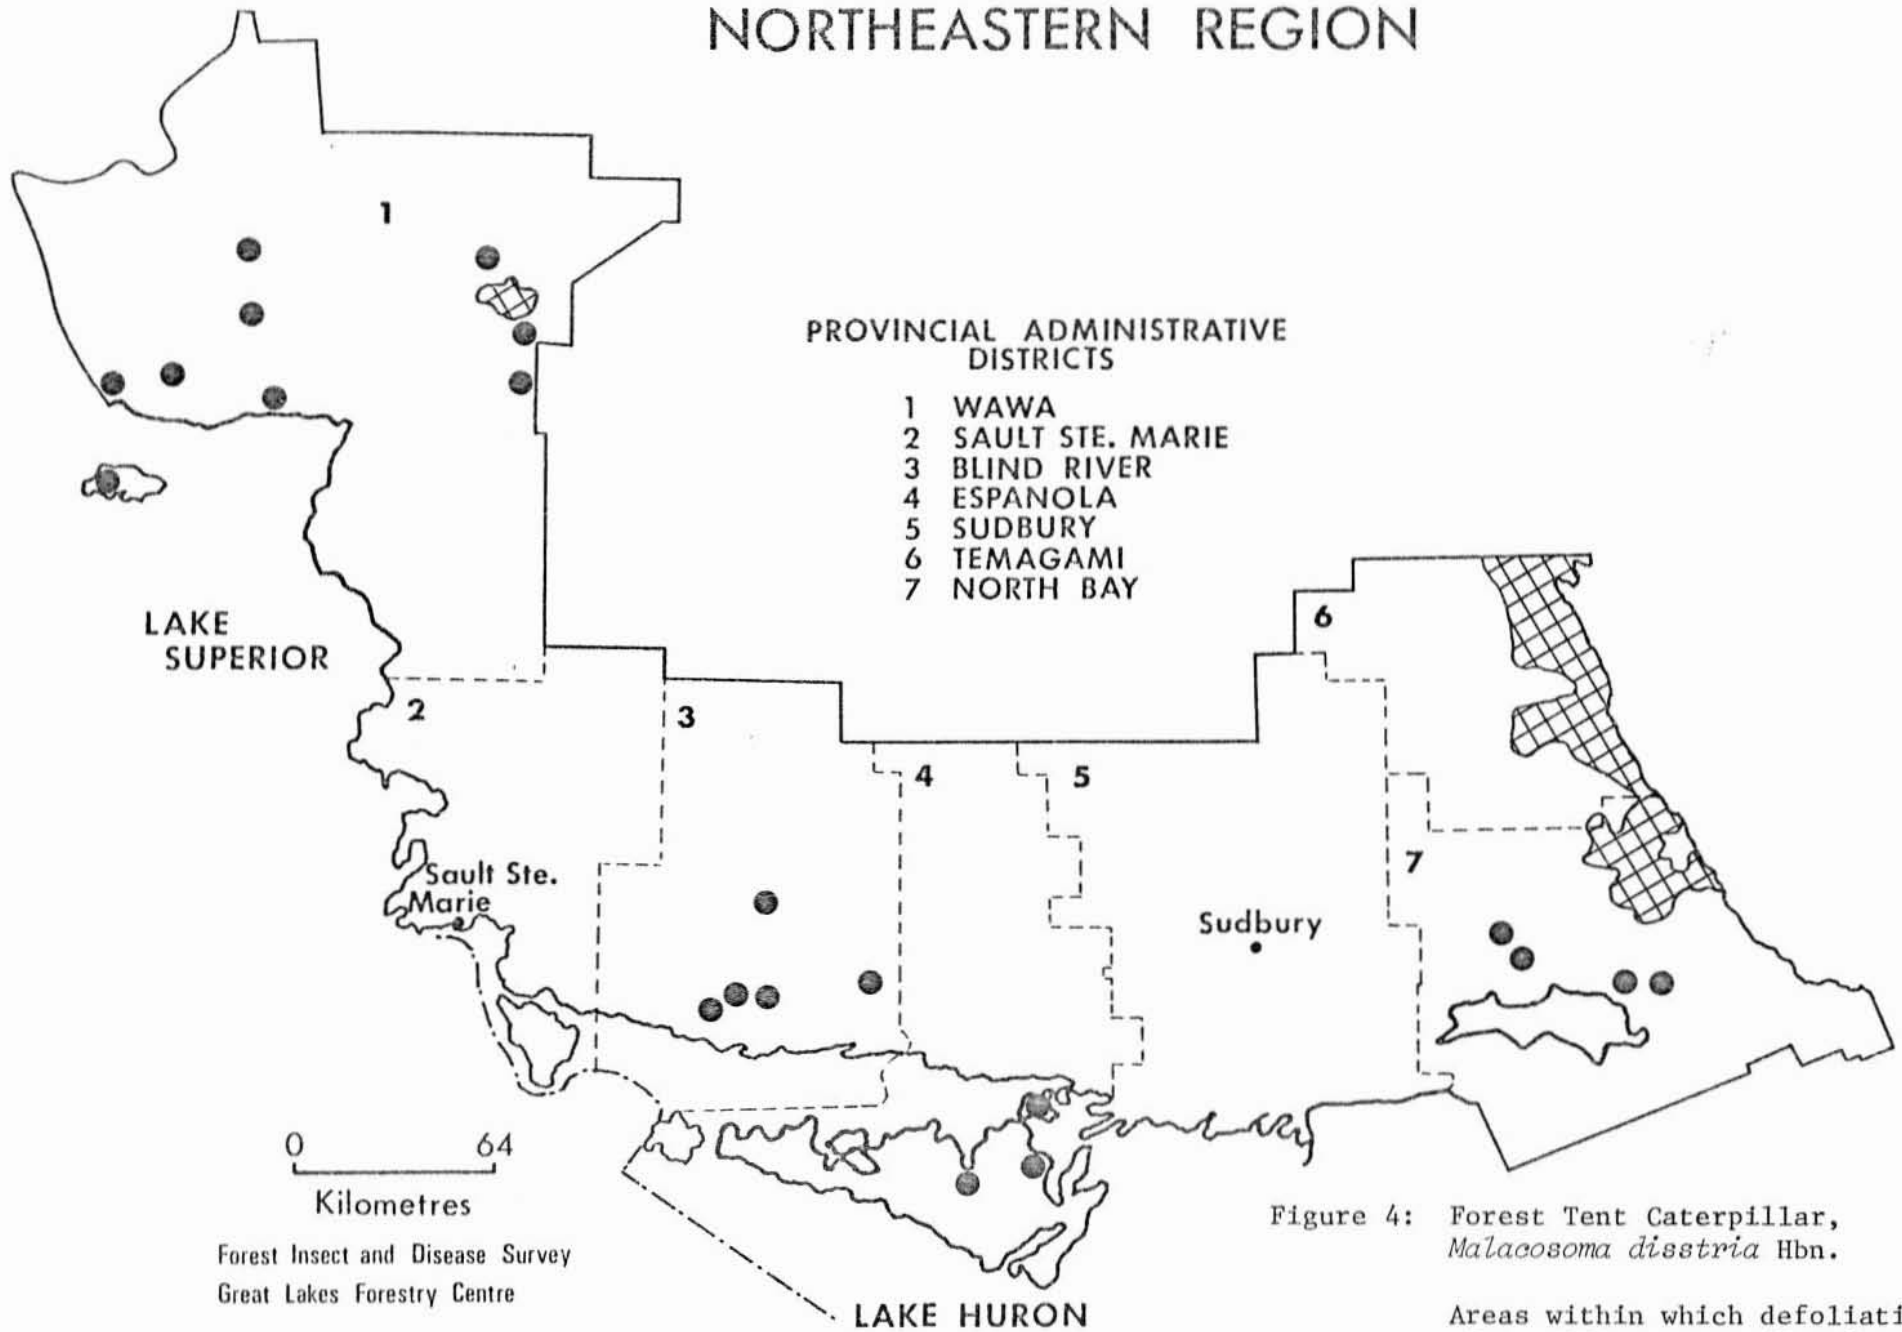 NORTHEASTERN REGION
1
PROVINCIAL ADMINISTRATIVE
DISTRICTS
1 WAWA
2 SAULT STE. MARIE
3 BLIND RIVER
4 ESPANOLA
5 SUDBURY
6 TEMAGAMI
7 NORTH BAY
6
LAKE
SUPERIOR
2
3
4
5
7
Sault Ste.
Marie
Sudbury
0 64
Kilometres
Forest Insect and Disease Survey
Great Lakes Forestry Centre
LAKE HURON
Figure 4: Forest Tent Caterpillar,
Malacosoma disstria Hbn.
Areas within which defoliati